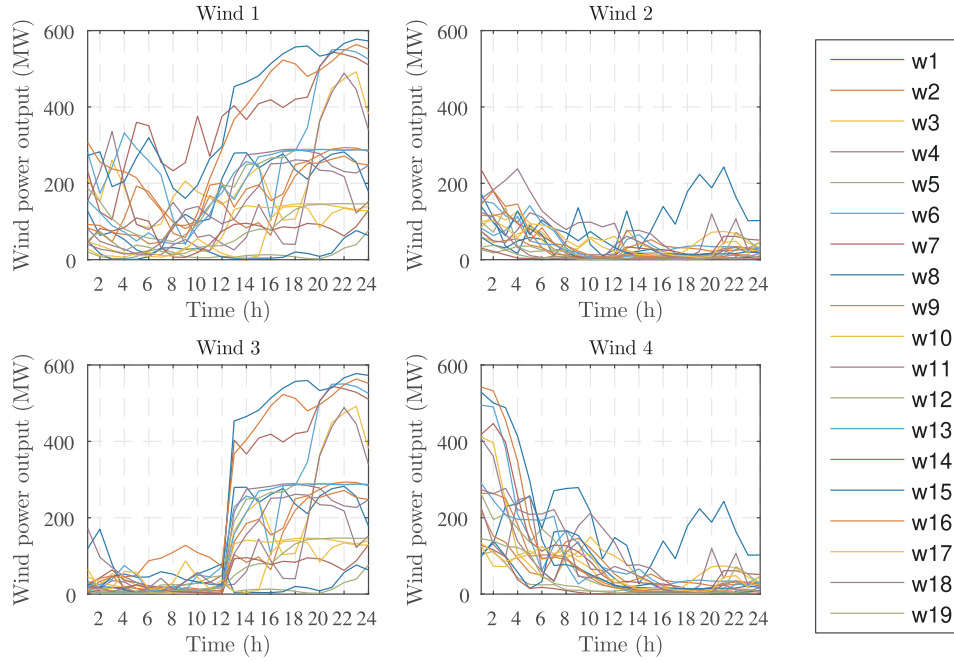 Wind 1
Wind power output (MW)
600
400
200
0
2 4 6 8 10 12 14 16 18 20 22 24
Time (h)
Wind 2
Wind power output (MW)
600
400
200
0
2 4 6 8 10 12 14 16 18 20 22 24
Time (h)
Wind 3
Wind power output (MW)
600
400
200
0
2 4 6 8 10 12 14 16 18 20 22 24
Time (h)
Wind 4
Wind power output (MW)
600
400
200
0
2 4 6 8 10 12 14 16 18 20 22 24
Time (h)
w1
w2
w3
w4
w5
w6
w7
w8
w9
w10
w11
w12
w13
w14
w15
w16
w17
w18
w19